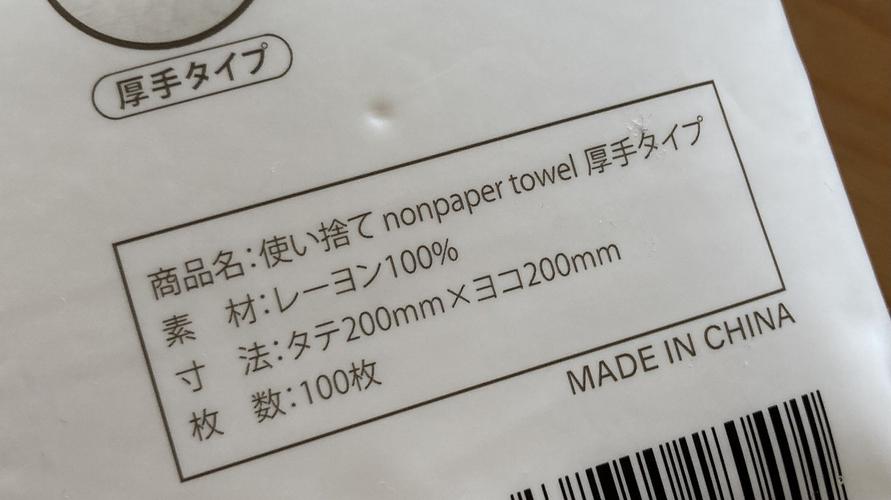 厚手タイプ
商品名:使い捨て nonpaper towel 厚手タイプ
素　材:レーヨン100%
寸　法:タテ200mm×ヨコ200mm
枚　数:100枚
MADE IN CHINA